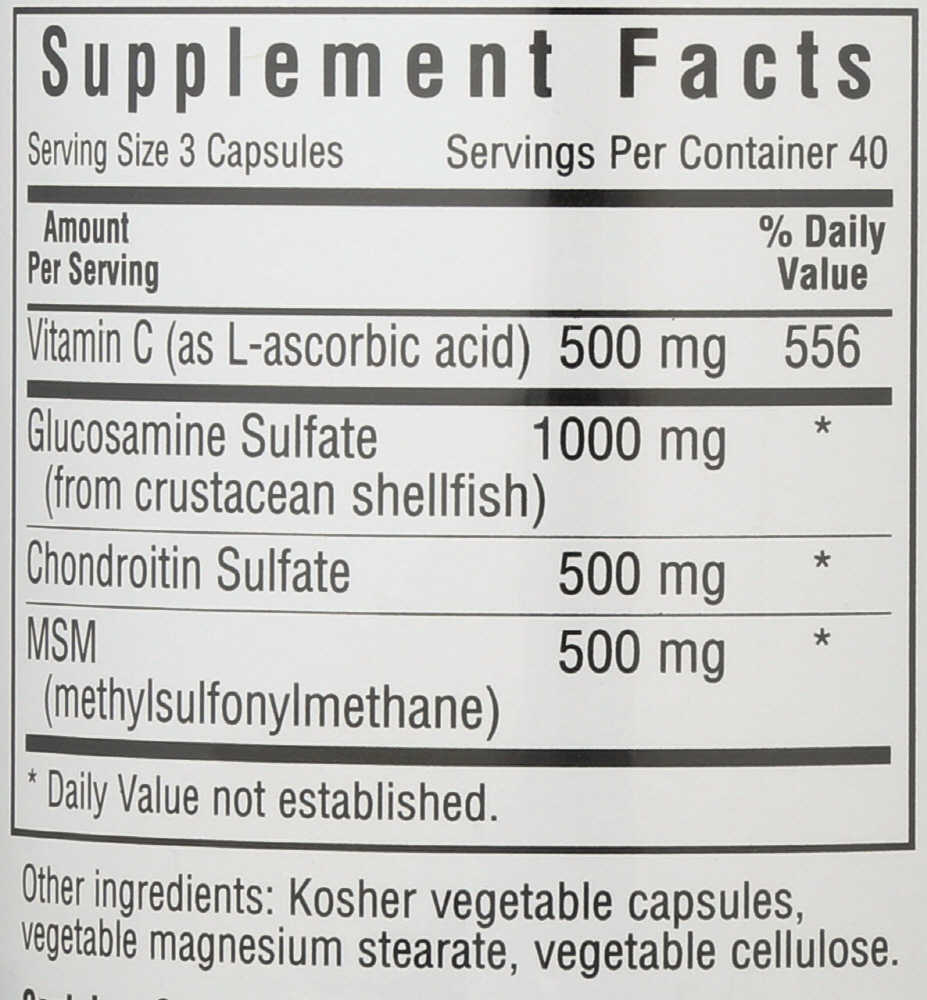 Supplement Facts
Serving Size 3 Capsules Servings Per Container 40
Amount % Daily
Per Serving Value
Vitamin C (as L-ascorbic acid) 500 mg 556
Glucosamine Sulfate 1000 mg *
(from crustacean shellfish)
Chondroitin Sulfate 500 mg *
MSM 500 mg *
(methylsulfonylmethane)
* Daily Value not established.
Other ingredients: Kosher vegetable capsules,
vegetable magnesium stearate, vegetable cellulose.